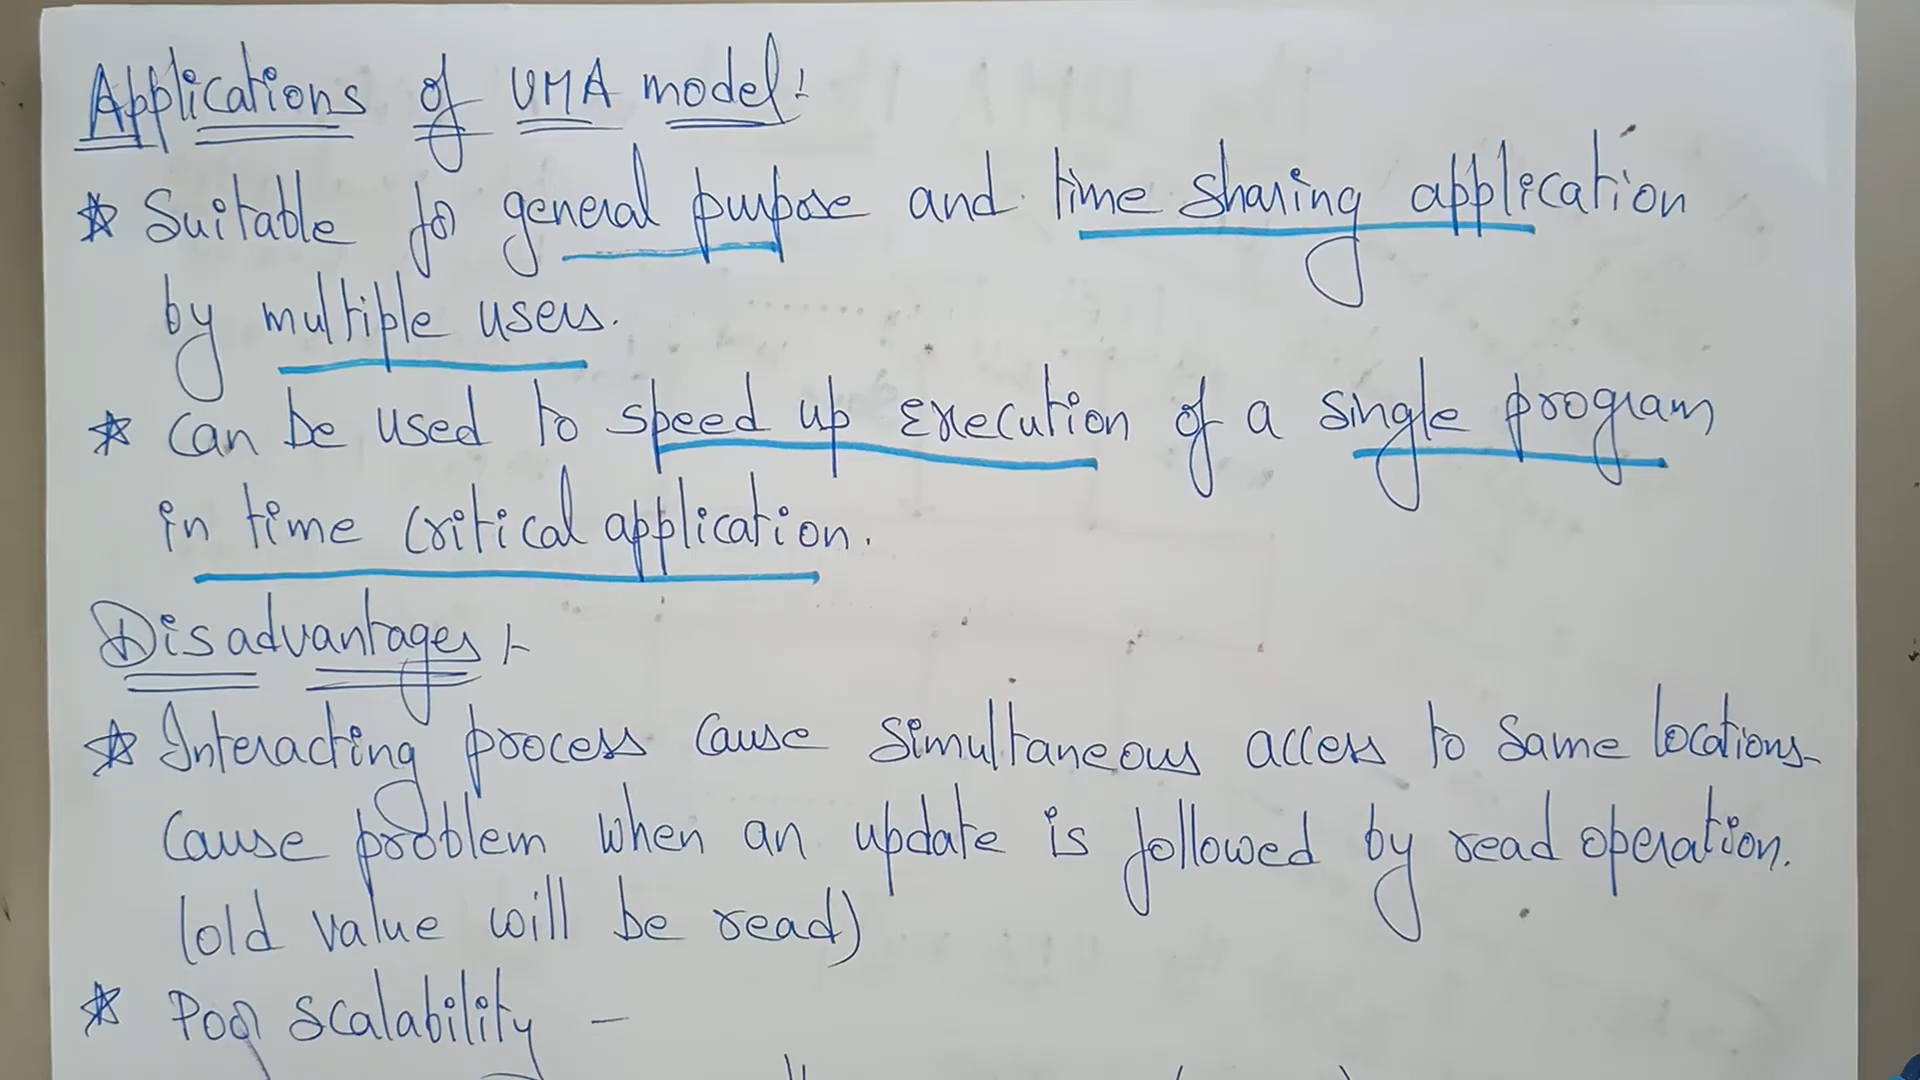 Applications of UMA model:
* Suitable for general purpose and time sharing application
by multiple users.
* Can be used to speed up execution of a single program
in time critical application.
Disadvantages :-
* Interacting process cause simultaneous access to same locations-
cause problem when an update is followed by read operation.
(old value will be read)
* Poor scalability -